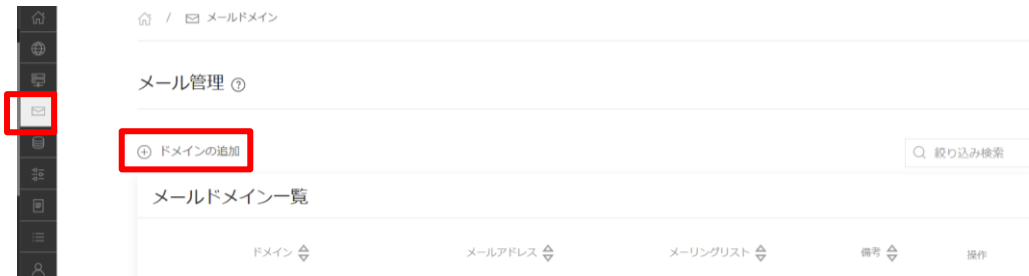 / メールドメイン
メール管理 ?
ドメインの追加
絞り込み検索
メールドメイン一覧
ドメイン メールアドレス メーリングリスト 備考 操作